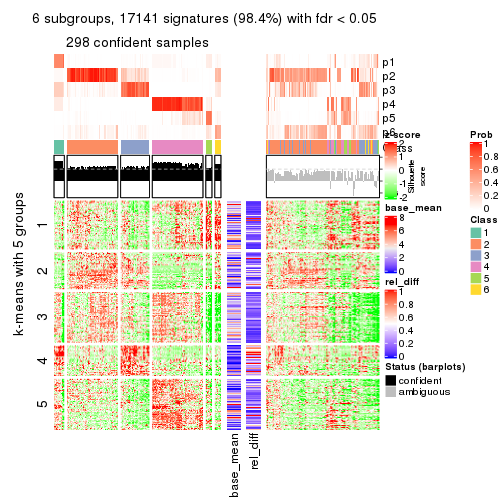 6 subgroups, 17141 signatures (98.4%) with fdr < 0.05
298 confident samples
p1
p2
p3
p4
p5
p6
Class
Silhouette
score
k-means with 5 groups
1
2
3
4
5
base_mean
rel_diff
z_score
2
1
0
-1
-2
base_mean
8
6
4
2
0
rel_diff
1
0.8
0.6
0.4
0.2
0
Status (barplots)
confident
ambiguous
Prob
1
0.8
0.6
0.4
0.2
0
Class
1
2
3
4
5
6